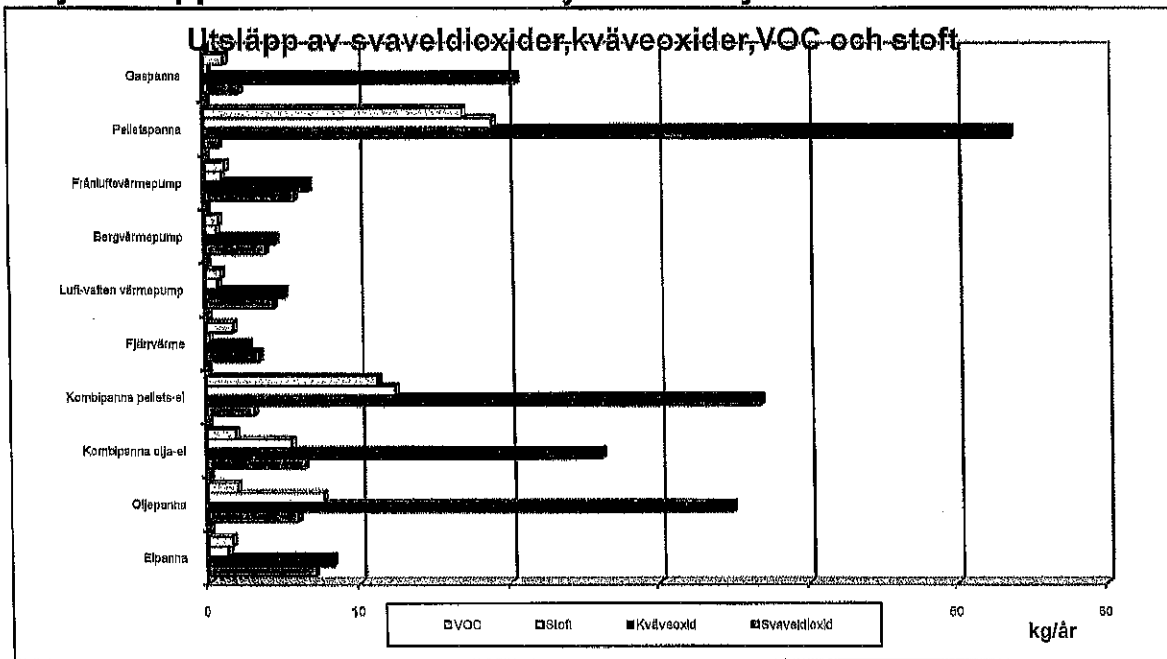 Utsläpp av svaveldioxider,kväveoxider,VOC och stoft
Gaspanna
Pelletspanna
Frånluftsvärmepump
Bergvärmepump
Luft-vatten värmepump
Fjärrvärme
Kombipanna pellets-el
Kombipanna olja-el
Oljepanna
Elpanna
0 10 50 60
kg/år
VOC Stoft Kväveoxid Svaveldioxid